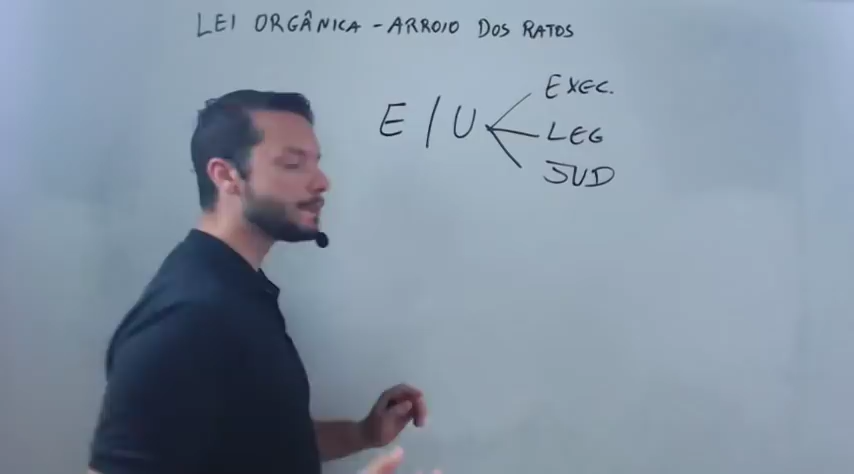 LEI ORGÂNICA - ARROIO DOS RATOS
EXEC.
E / U LEG
JUD